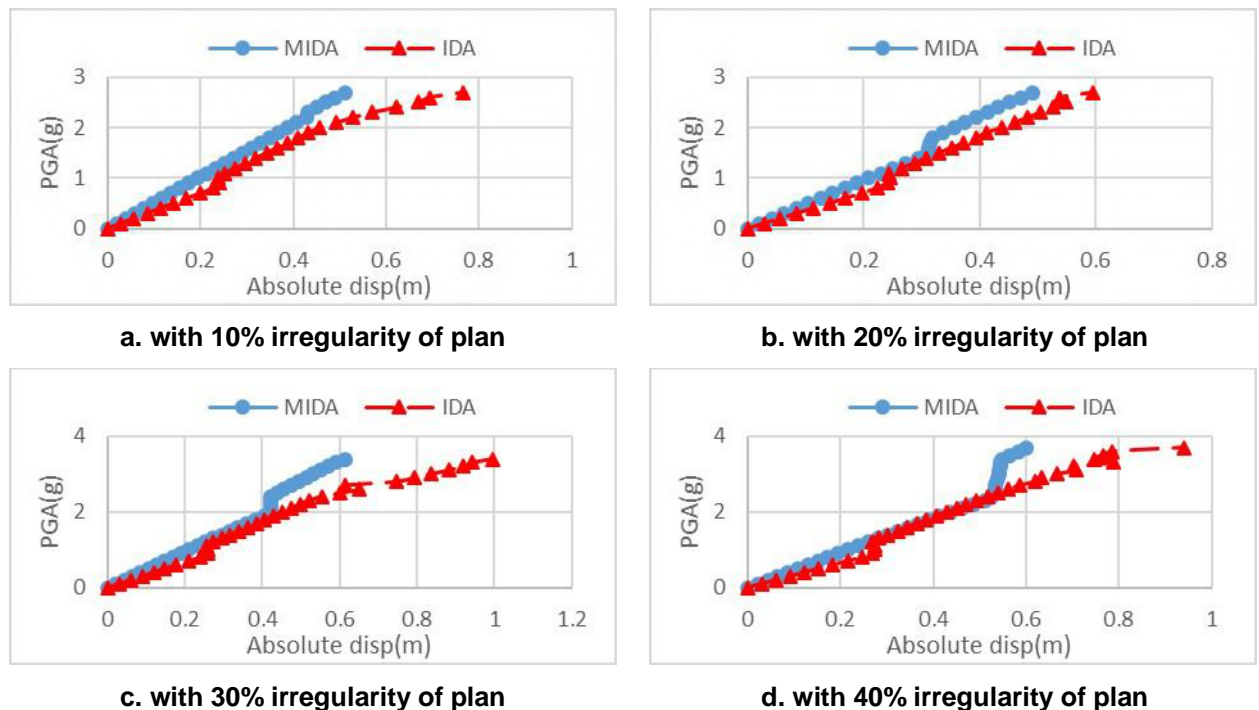 MIDA IDA
PGA(g)
3
2
1
0
0 0.2 0.4 0.6 0.8 1
Absolute disp(m)
a. with 10% irregularity of plan
MIDA IDA
PGA(g)
3
2
1
0
0 0.2 0.4 0.6 0.8
Absolute disp(m)
b. with 20% irregularity of plan
MIDA IDA
PGA(g)
4
2
0
0 0.2 0.4 0.6 0.8 1 1.2
Absolute disp(m)
c. with 30% irregularity of plan
MIDA IDA
PGA(g)
4
2
0
0 0.2 0.4 0.6 0.8 1
Absolute disp(m)
d. with 40% irregularity of plan